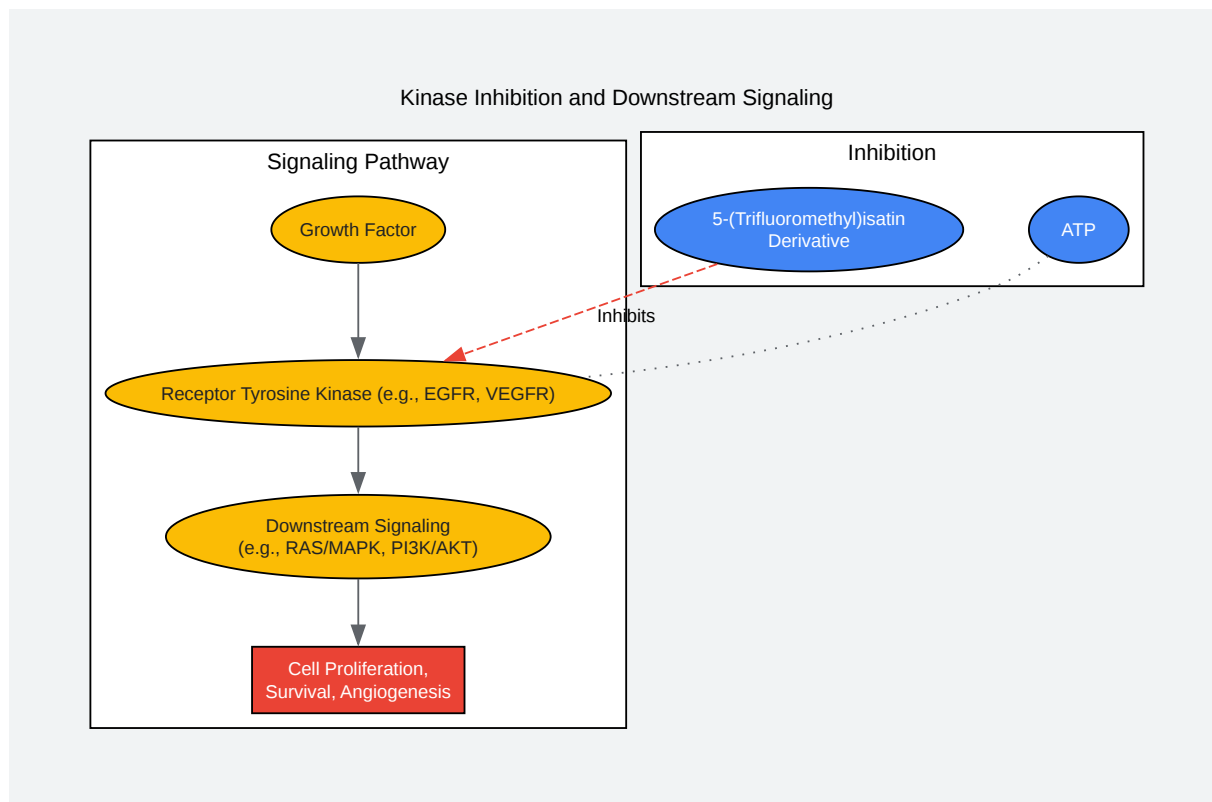 Kinase Inhibition and Downstream Signaling
Signaling Pathway
Growth Factor
Receptor Tyrosine Kinase (e.g., EGFR, VEGFR)
Downstream Signaling
(e.g., RAS/MAPK, PI3K/AKT)
Cell Proliferation,
Survival, Angiogenesis
Inhibition
5-(Trifluoromethyl)isatin
Derivative
ATP
Inhibits